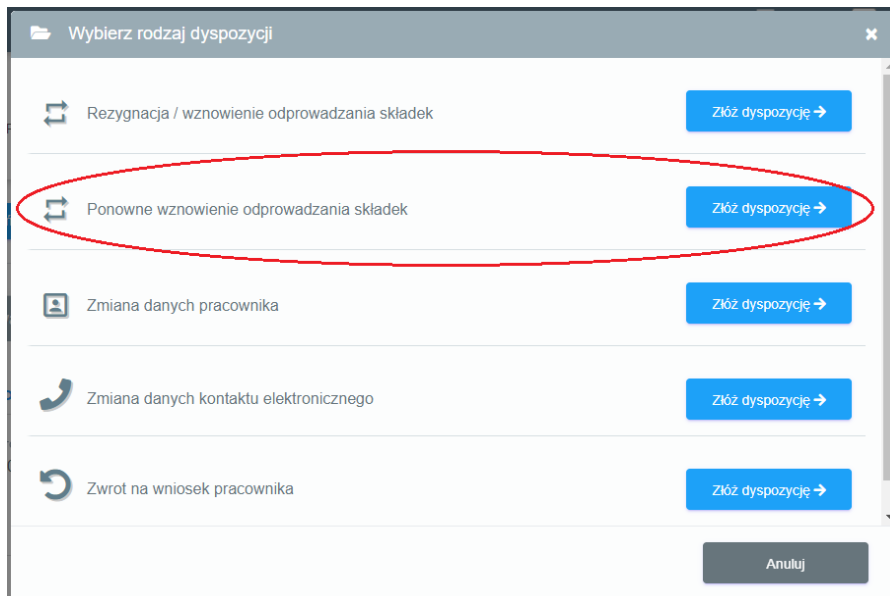 Wybierz rodzaj dyspozycji
Rezygnacja / wznowienie odprowadzania składek
Złóż dyspozycję
Ponowne wznowienie odprowadzania składek
Złóż dyspozycję
Zmiana danych pracownika
Złóż dyspozycję
Zmiana danych kontaktu elektronicznego
Złóż dyspozycję
Zwrot na wniosek pracownika
Złóż dyspozycję
Anuluj